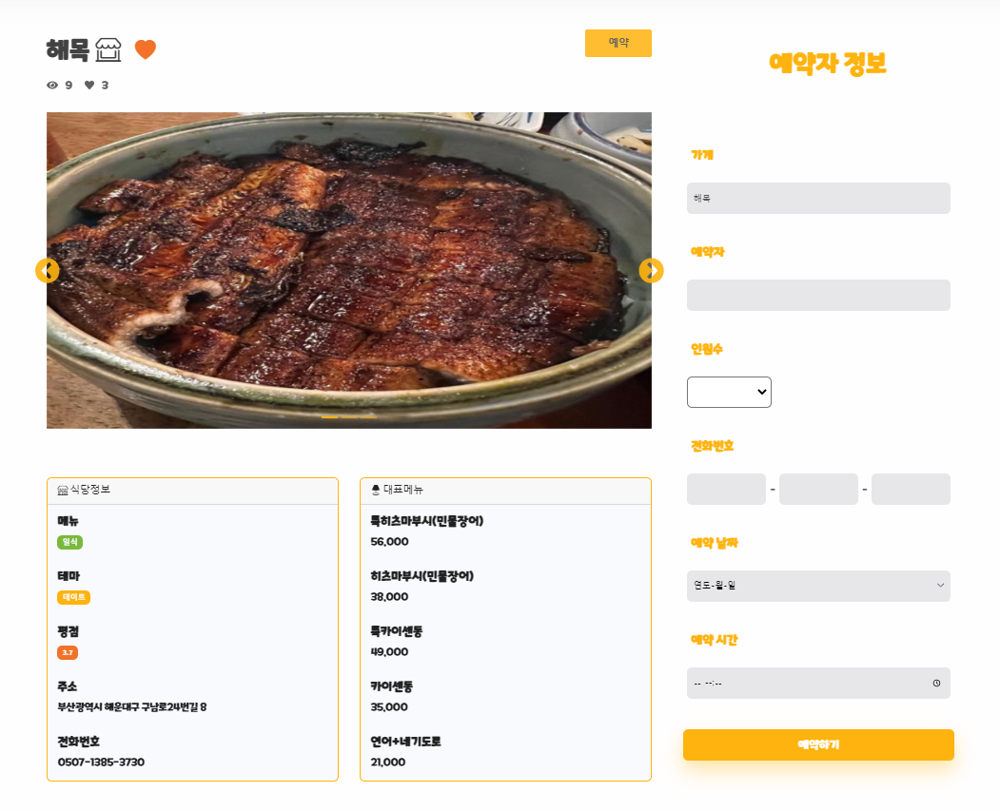 해목
예약
9 3
식당정보
메뉴
일식
테마
데이트
평점
3.7
주소
부산광역시 해운대구 구남로24번길 8
전화번호
0507-1385-3730
대표메뉴
특히츠마부시(민물장어)
56,000
히츠마부시(민물장어)
38,000
특카이센동
49,000
카이센동
35,000
연어+네기도로
21,000
예약자 정보
가게
해목
예약자
인원수
전화번호
- -
예약 날짜
연도-월-일
예약 시간
-- --:--
예약하기